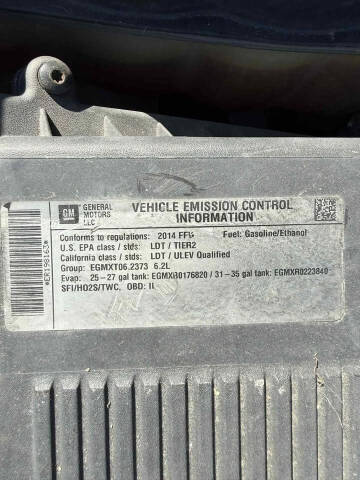 GM
GENERAL MOTORS LLC
VEHICLE EMISSION CONTROL
INFORMATION
Conforms to regulations: 2014 FFV Fuel: Gasoline/Ethanol
U.S. EPA class / stds: LDT / TIER2
California class / stds: LDT / ULEV Qualified
Group: EGMXT06.2373 6.2L
Evap: 25-27 gal tank: EGMXR0176820 / 31-35 gal tank: EGMXR0223840
SFI/HO2S/TWC, OBD: II
*ER198163*